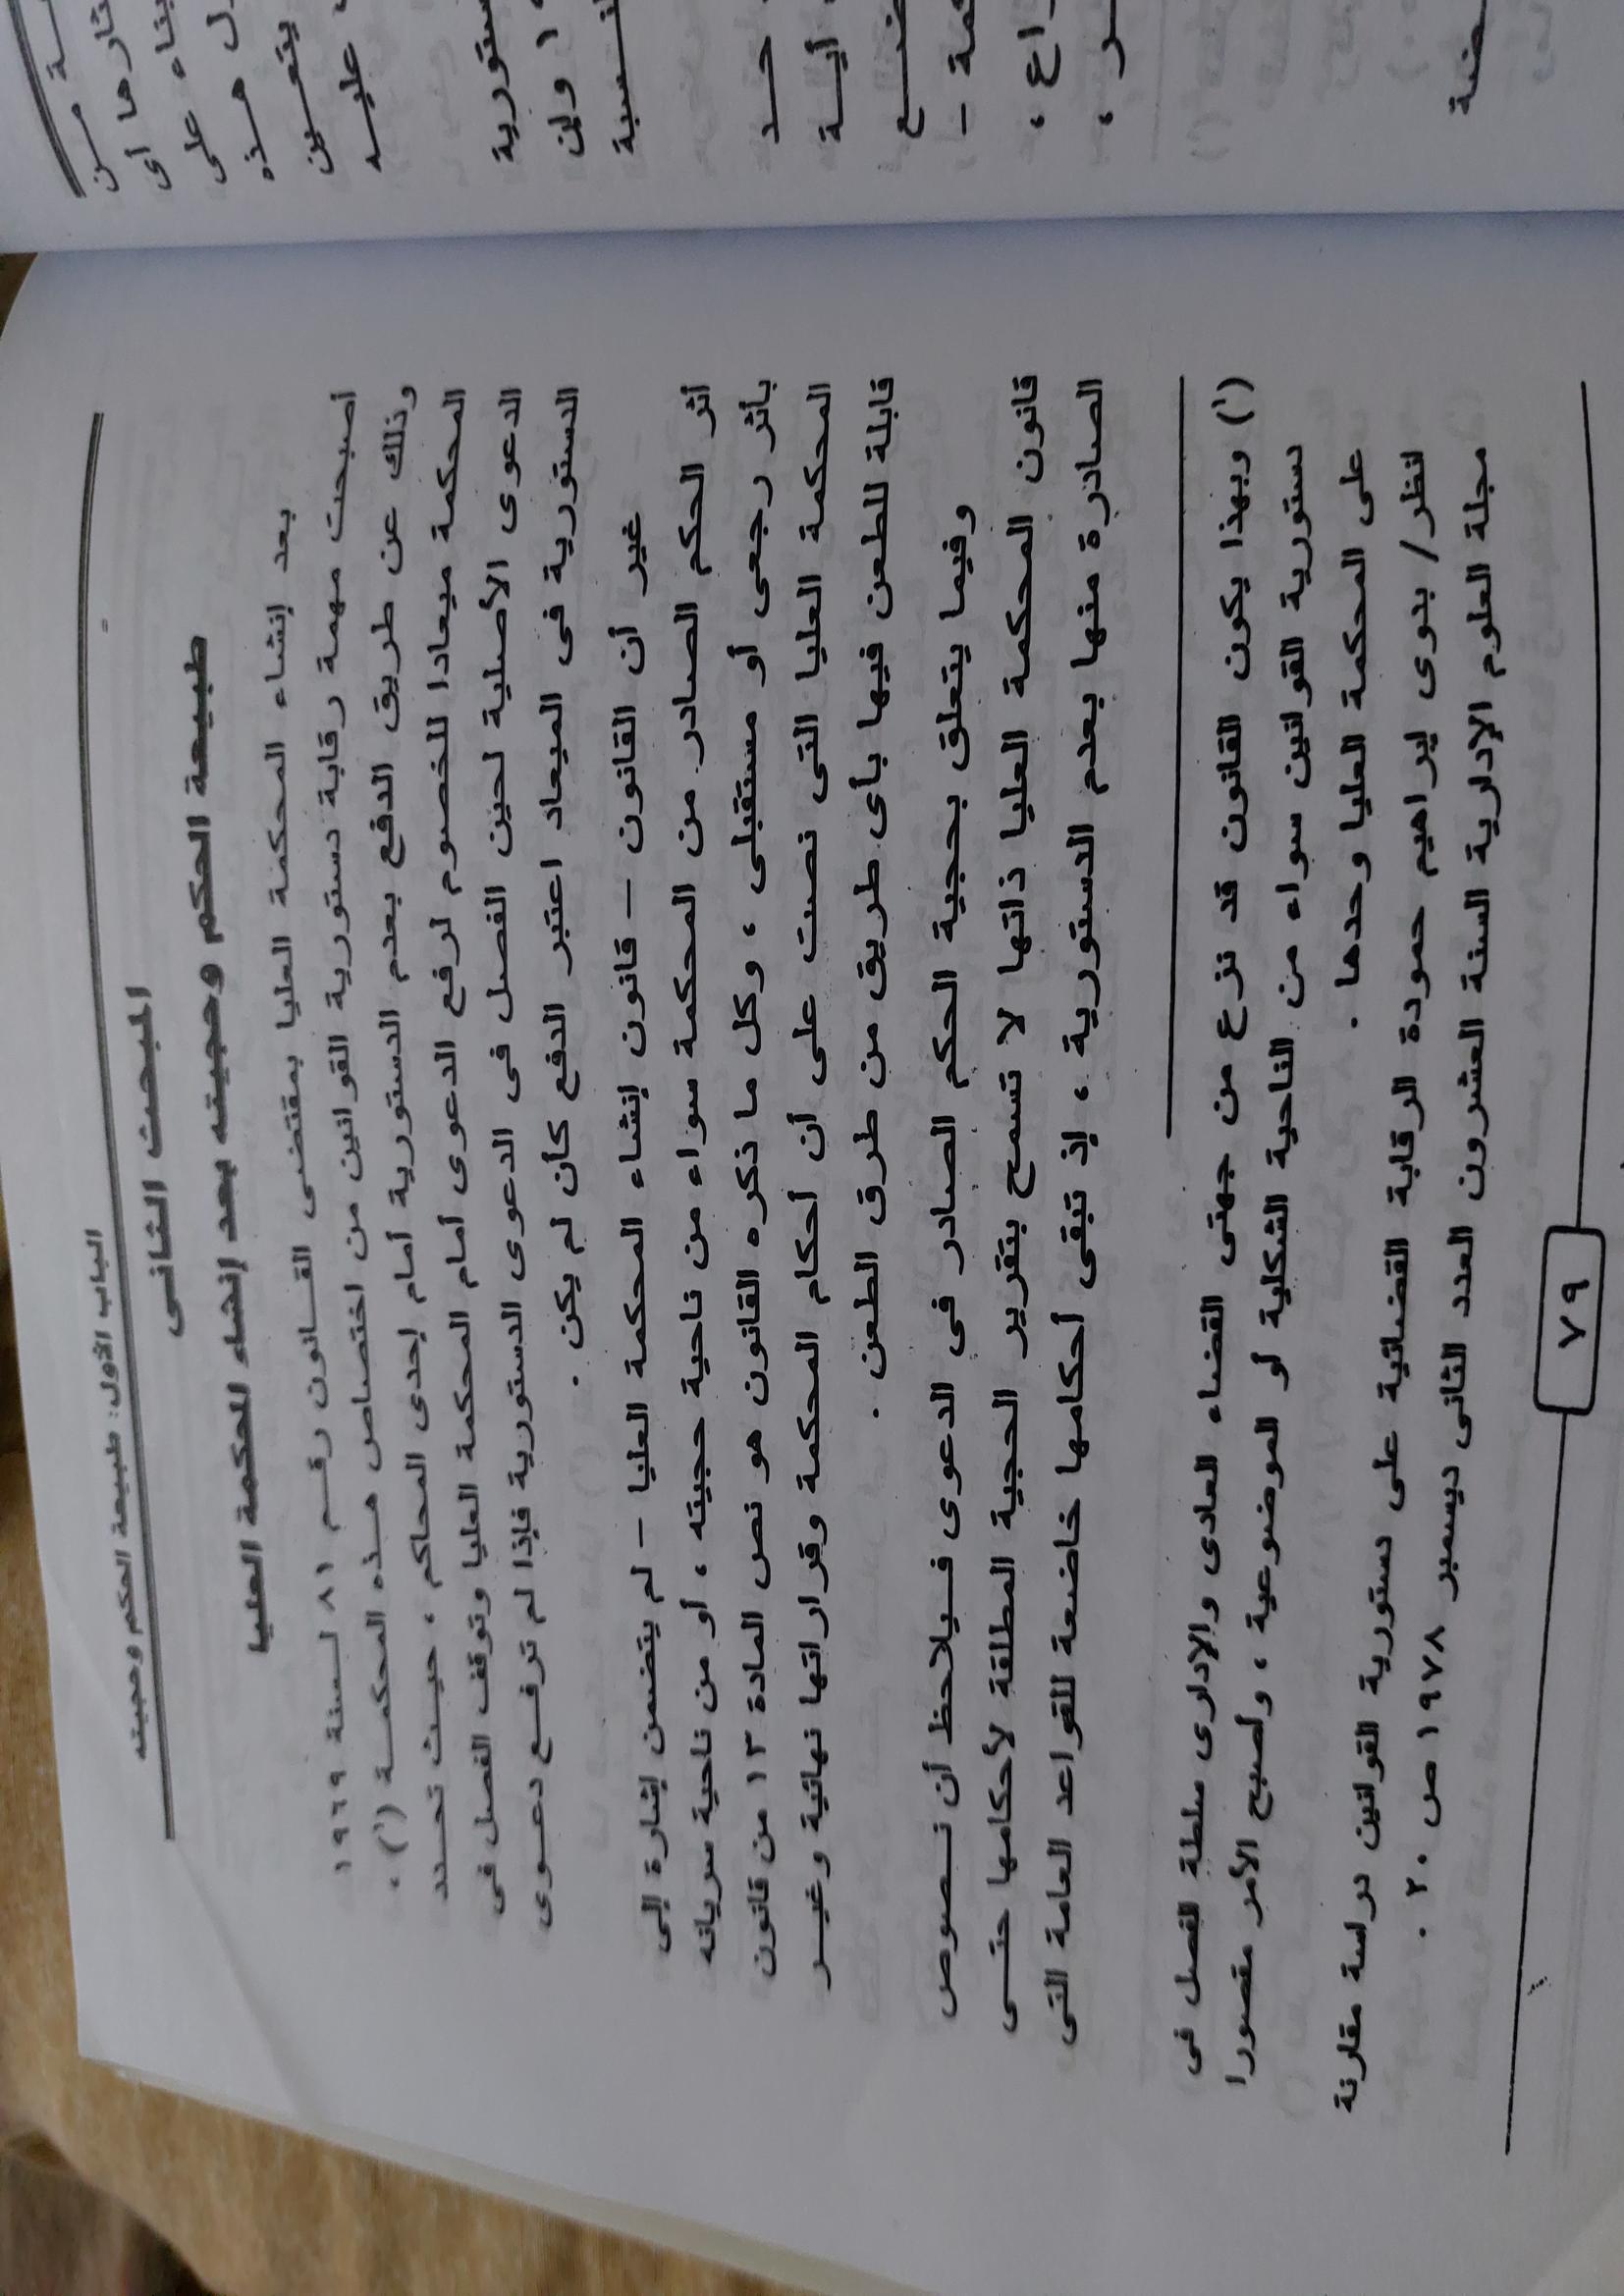 الباب الأول: طبيعة الحكم وحجيته
المبحث الثانى
طبيعة الحكم وحجيته بعد إنشاء المحكمة العليا
بعد إنشاء المحكمة العليا بمقتضى القانون رقم ٨١ لسنة ١٩٦٩
أصبحت مهمة رقابة دستورية القوانين من اختصاص هذه المحكمة (١) ،
وذلك عن طريق الدفع بعدم الدستورية أمام إحدى المحاكم ، حيث تحدد
المحكمة ميعادا للخصوم لرفع الدعوى أمام المحكمة العليا وتوقف الفصل فى
الدعوى الأصلية لحين الفصل فى الدعوى الدستورية فإذا لم ترفع دعوى
الدستورية فى الميعاد اعتبر الدفع كأن لم يكن .
غير أن القانون – قانون إنشاء المحكمة العليا – لم يتضمن إشارة إلى
أثر الحكم الصادر من المحكمة سواء من ناحية حجيته ، أو من ناحية سريانه
بأثر رجعى أو مستقبلى ، وكل ما ذكره القانون هو نص المادة ١٣ من قانون
المحكمة العليا التى نصت على أن أحكام المحكمة وقراراتها نهائية وغير
قابلة للطعن فيها بأى طريق من طرق الطعن .
وفيما يتعلق بحجية الحكم الصادر فى الدعوى فيلاحظ أن نصوص
قانون المحكمة العليا ذاتها لا تسمح بتقرير الحجية المطلقة لأحكامها حتى
الصادرة منها بعدم الدستورية ، إذ تبقى أحكامها خاضعة للقواعد العامة التى
(١) وبهذا يكون القانون قد نزع من جهتى القضاء العادى والإدارى سلطة الفصل فى
دستورية القوانين سواء من الناحية الشكلية أو الموضوعية ، وأصبح الأمر مقصورا
على المحكمة العليا وحدها .
انظر/ بدوى إبراهيم حمودة الرقابة القضائية على دستورية القوانين دراسة مقارنة
مجلة العلوم الإدارية السنة العشرون العدد الثانى ديسمبر ١٩٧٨ ص ٢٠ .
٧٩